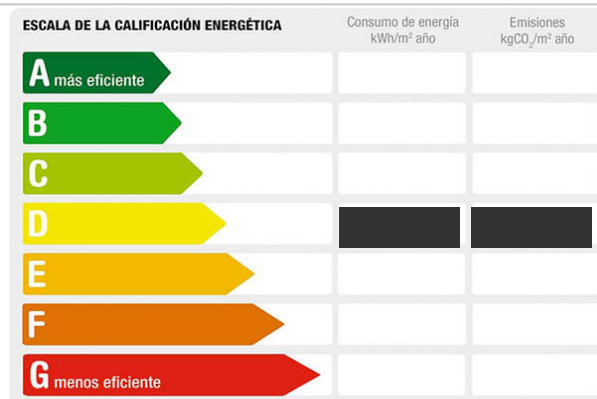 ESCALA DE LA CALIFICACIÓN ENERGÉTICA
Consumo de energía
kWh/m² año
Emisiones
kgCO₂/m² año
A más eficiente
B
C
D
E
F
G menos eficiente